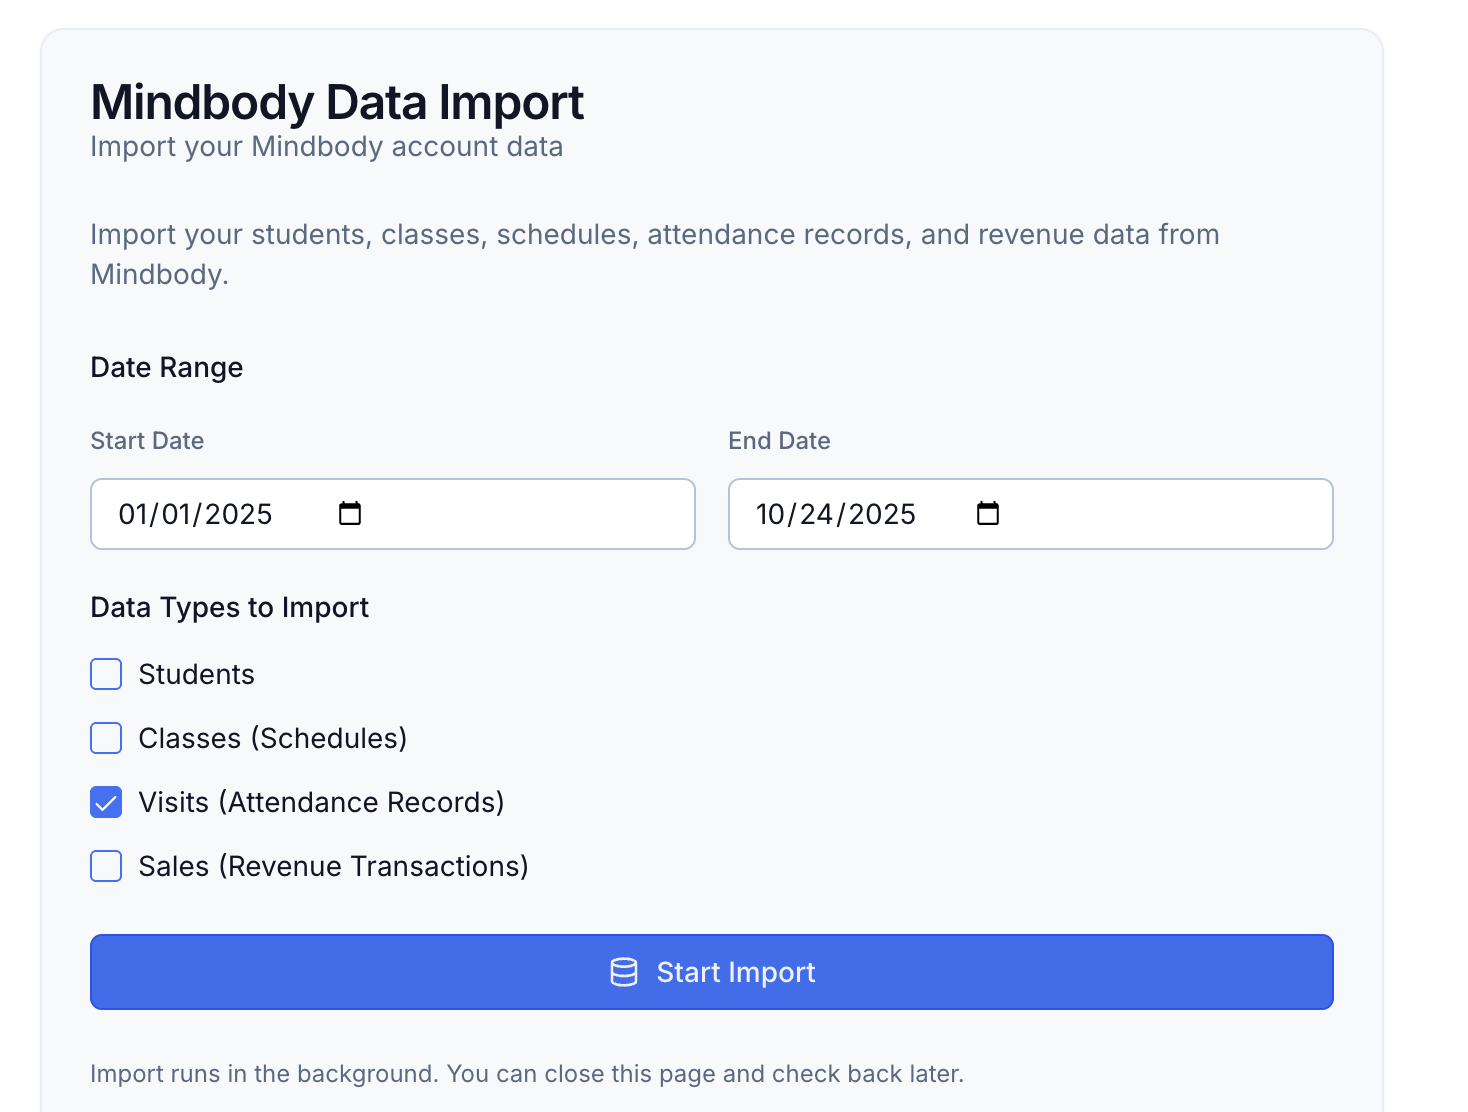 Mindbody Data Import
Import your Mindbody account data
Import your students, classes, schedules, attendance records, and revenue data from
Mindbody.
Date Range
Start Date
End Date
01/01/2025
10/24/2025
Data Types to Import
Students
Classes (Schedules)
Visits (Attendance Records)
Sales (Revenue Transactions)
Start Import
Import runs in the background. You can close this page and check back later.